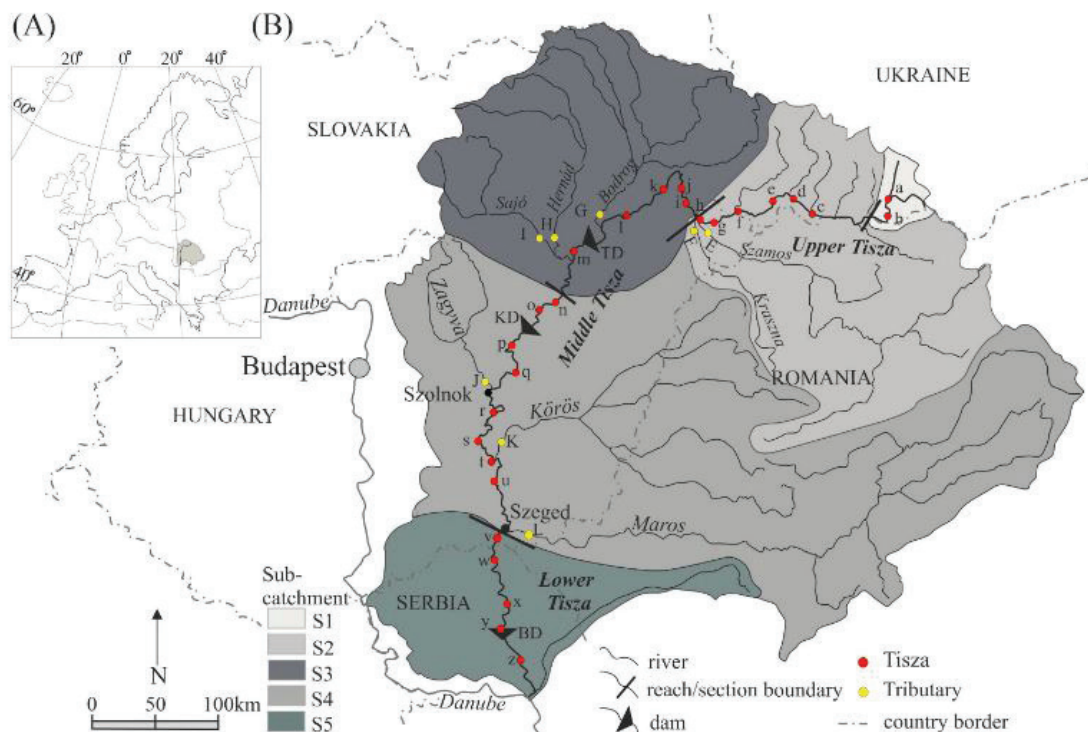 (A)
20° 0° 20° 40°
60°
40°
(B)
UKRAINE
SLOVAKIA
Sajó
Hernád
Bodrog
G
H
I
TD
k
j
i
h
l
m
g
f
e
d
c
a
b
F
E
Szamos
Upper Tisza
Kraszna
Middle Tisza
n
o
KD
p
q
Zagyva
Danube
Budapest
J
Szolnok
HUNGARY
ROMANIA
r
s
K
Körös
t
u
Szeged
L
Maros
v
w
Lower
Tisza
SERBIA
x
y
BD
z
Danube
Sub-
catchment
S1
S2
S3
S4
S5
N
0 50 100km
river
reach/section boundary
dam
Tisza
Tributary
country border